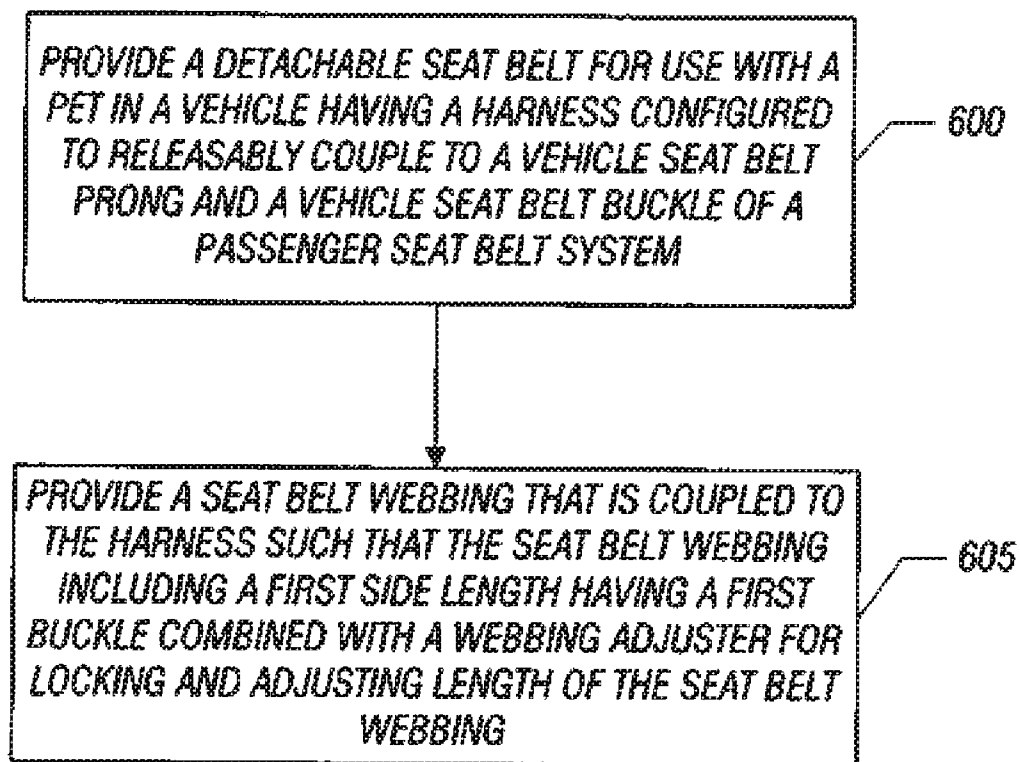 PROVIDE A DETACHABLE SEAT BELT FOR USE WITH A
PET IN A VEHICLE HAVING A HARNESS CONFIGURED
TO RELEASABLY COUPLE TO A VEHICLE SEAT BELT
PRONG AND A VEHICLE SEAT BELT BUCKLE OF A
PASSENGER SEAT BELT SYSTEM
600
PROVIDE A SEAT BELT WEBBING THAT IS COUPLED TO
THE HARNESS SUCH THAT THE SEAT BELT WEBBING
INCLUDING A FIRST SIDE LENGTH HAVING A FIRST
BUCKLE COMBINED WITH A WEBBING ADJUSTER FOR
LOCKING AND ADJUSTING LENGTH OF THE SEAT BELT
WEBBING
605